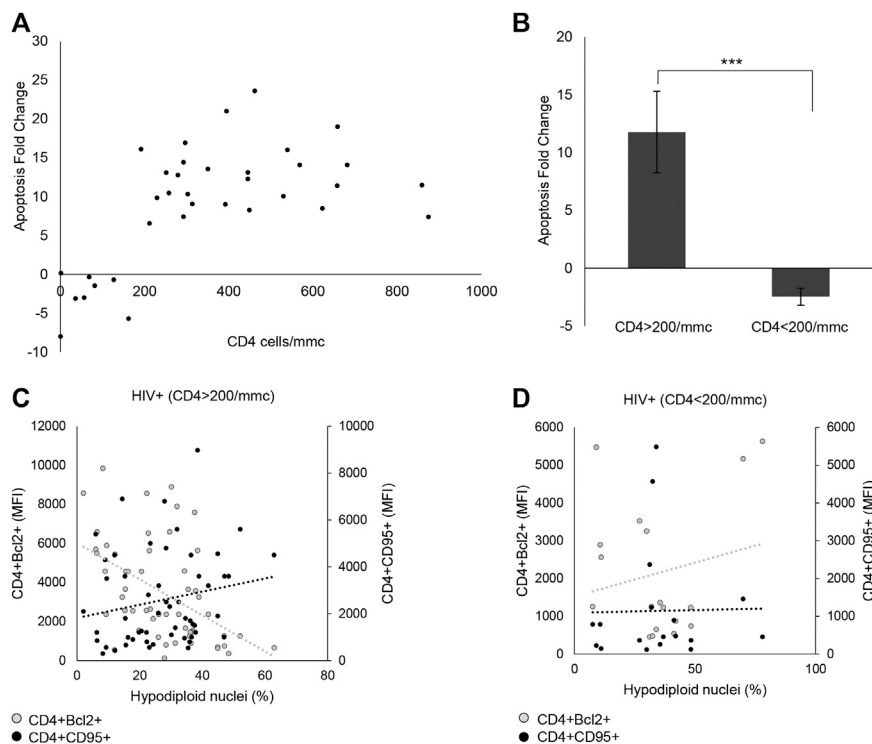 A
30
25
20
15
10
5
0
-5
-10
Apoptosis Fold Change
0 200 400 600 800 1000
CD4 cells/mmc
B
20
15
10
5
0
-5
Apoptosis Fold Change
***
CD4>200/mmc CD4<200/mmc
C
HIV+ (CD4>200/mmc)
12000
10000
8000
6000
4000
2000
0
CD4+Bcl2+ (MFI)
10000
8000
6000
4000
2000
0
CD4+CD95+ (MFI)
0 20 40 60 80
Hypodiploid nuclei (%)
CD4+Bcl2+
CD4+CD95+
D
HIV+ (CD4<200/mmc)
6000
5000
4000
3000
2000
1000
0
CD4+Bcl2+ (MFI)
6000
5000
4000
3000
2000
1000
0
CD4+CD95+ (MFI)
0 50 100
Hypodiploid nuclei (%)
CD4+Bcl2+
CD4+CD95+